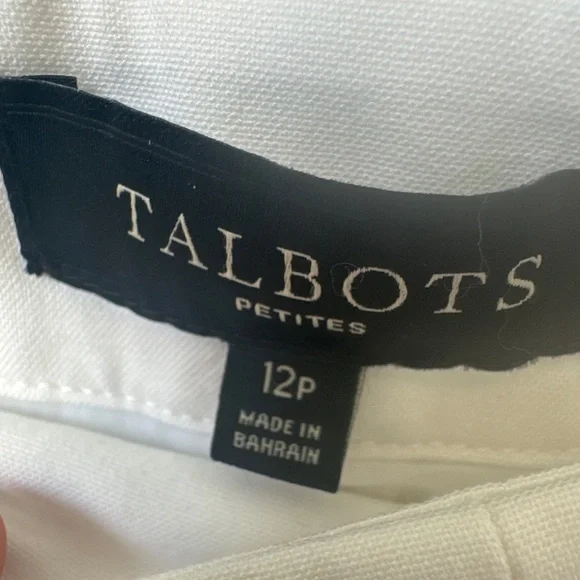 TALBOTS
PETITES
12P
MADE IN
BAHRAIN